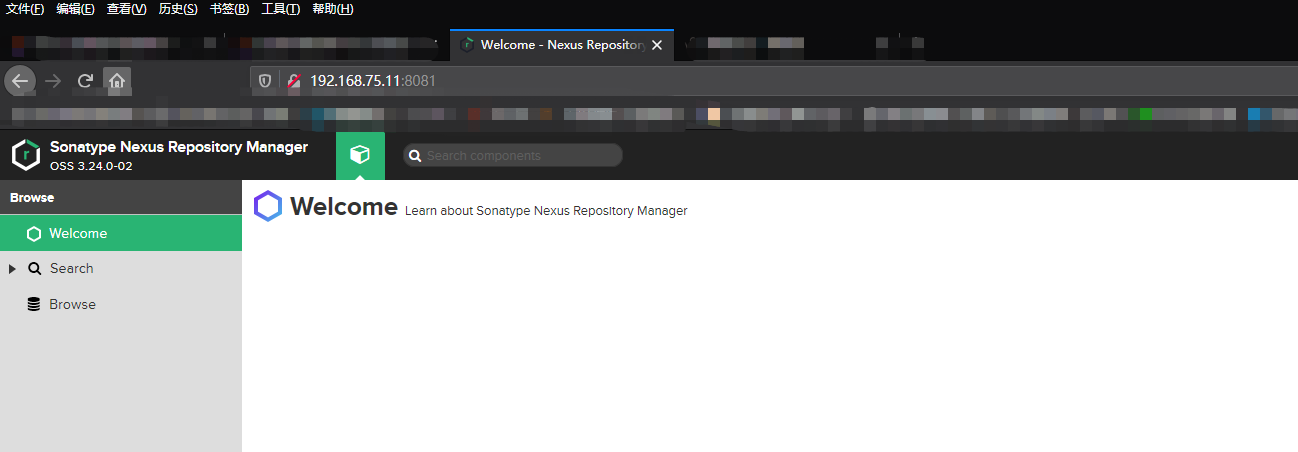 文件(F) 编辑(E) 查看(V) 历史(S) 书签(B) 工具(T) 帮助(H)
Welcome - Nexus Repository
192.168.75.11:8081
Sonatype Nexus Repository Manager
OSS 3.24.0-02
Search components
Browse
Welcome Learn about Sonatype Nexus Repository Manager
Welcome
Search
Browse